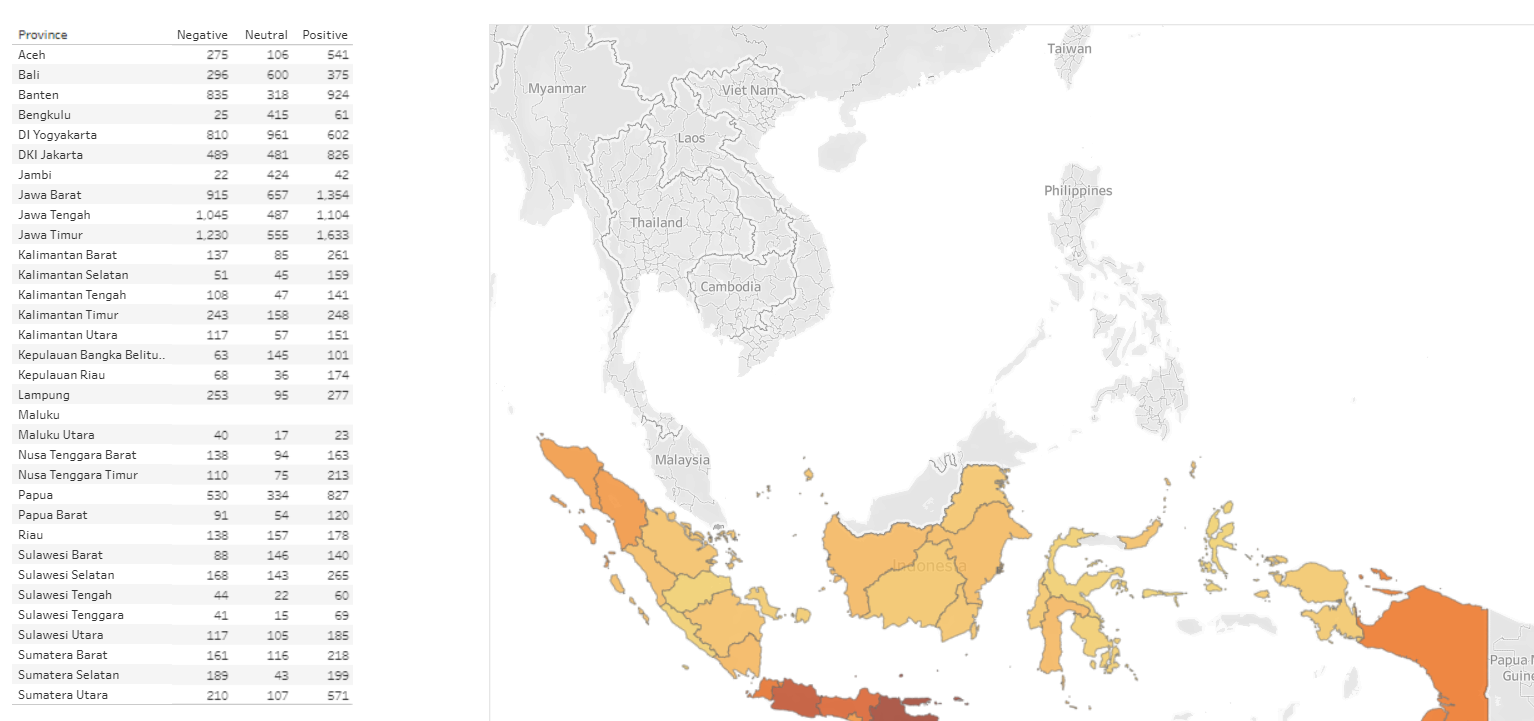 Province Negative Neutral Positive
Aceh 275 106 541
Bali 296 600 375
Banten 835 318 924
Bengkulu 25 415 61
DI Yogyakarta 810 961 602
DKI Jakarta 489 481 826
Jambi 22 424 42
Jawa Barat 915 657 1,354
Jawa Tengah 1,045 487 1,104
Jawa Timur 1,230 555 1,633
Kalimantan Barat 137 85 261
Kalimantan Selatan 51 45 159
Kalimantan Tengah 108 47 141
Kalimantan Timur 243 158 248
Kalimantan Utara 117 57 151
Kepulauan Bangka Belitu.. 63 145 101
Kepulauan Riau 68 36 174
Lampung 253 95 277
Maluku
Maluku Utara 40 17 23
Nusa Tenggara Barat 138 94 163
Nusa Tenggara Timur 110 75 213
Papua 530 334 827
Papua Barat 91 54 120
Riau 138 157 178
Sulawesi Barat 88 146 140
Sulawesi Selatan 168 143 265
Sulawesi Tengah 44 22 60
Sulawesi Tenggara 41 15 69
Sulawesi Utara 117 105 185
Sumatera Barat 161 116 218
Sumatera Selatan 189 43 199
Sumatera Utara 210 107 571
Taiwan
Myanmar
Viet Nam
Laos
Philippines
Thailand
Cambodia
Malaysia
Indonesia
Papua N
Guine